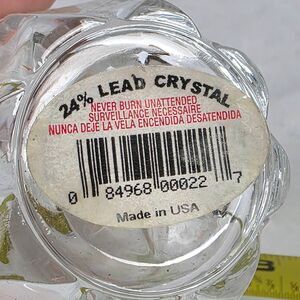 24% LEAD CRYSTAL
NEVER BURN UNATTENDED
SURVEILLANCE NECESSAIRE
NUNCA DEJE LA VELA ENCENDIDA DESATENDIDA
0 84968 00022 7
Made in USA
8